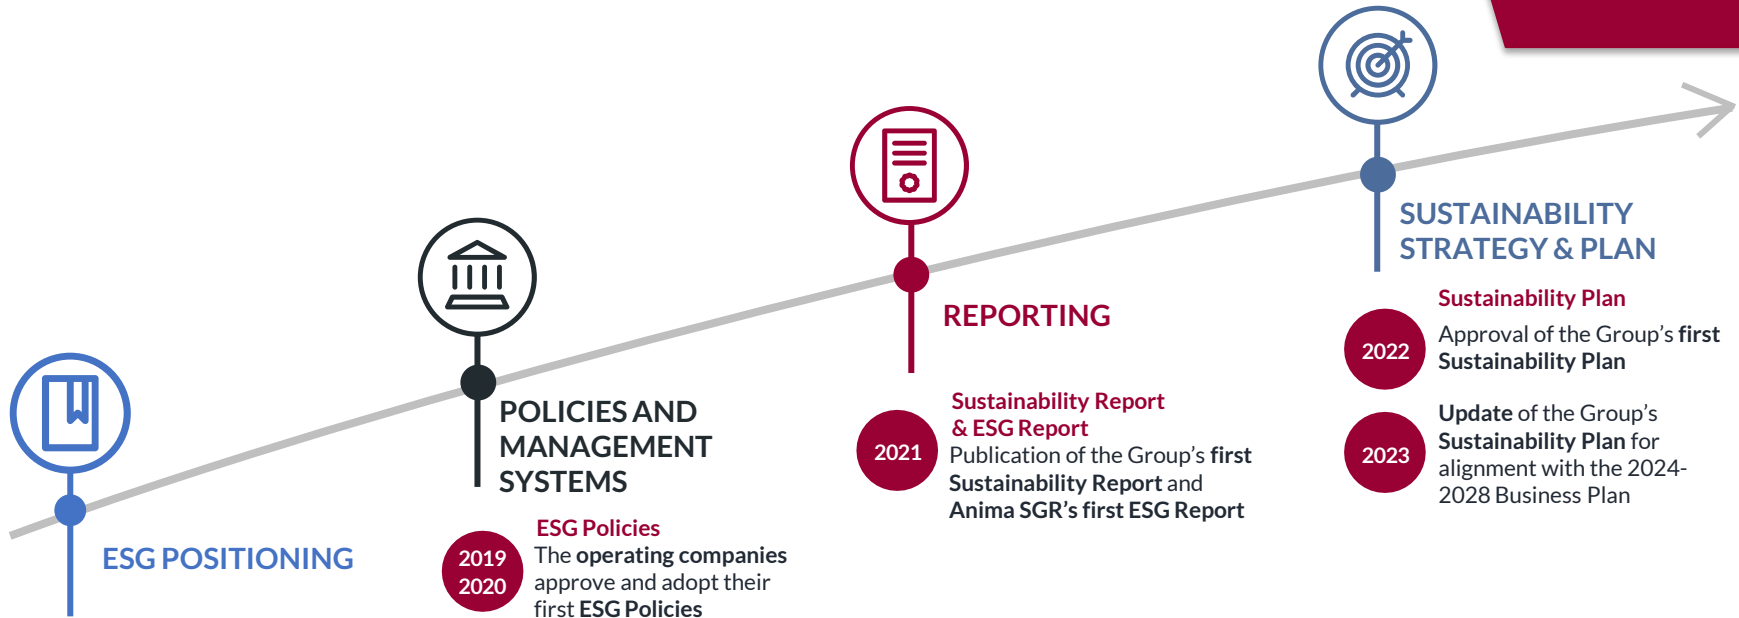 ESG POSITIONING
POLICIES AND
MANAGEMENT
SYSTEMS
2019
2020
ESG Policies
The operating companies
approve and adopt their
first ESG Policies
REPORTING
2021
Sustainability Report
& ESG Report
Publication of the Group’s first
Sustainability Report and
Anima SGR’s first ESG Report
SUSTAINABILITY
STRATEGY & PLAN
Sustainability Plan
2022
Approval of the Group’s first
Sustainability Plan
2023
Update of the Group’s
Sustainability Plan for
alignment with the 2024-
2028 Business Plan